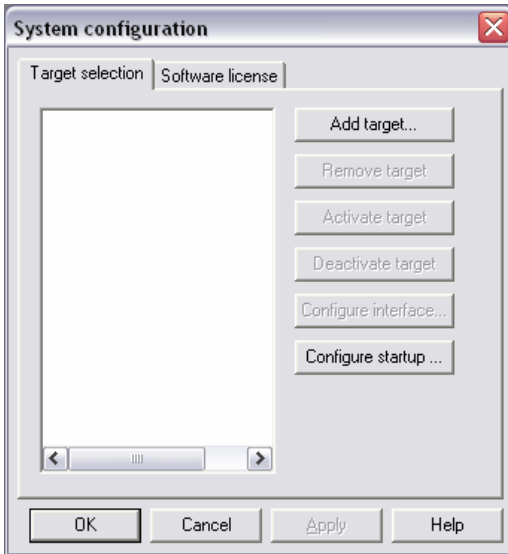 System configuration
Target selection
Software license
Add target...
Remove target
Activate target
Deactivate target
Configure interface...
Configure startup ...
OK
Cancel
Apply
Help